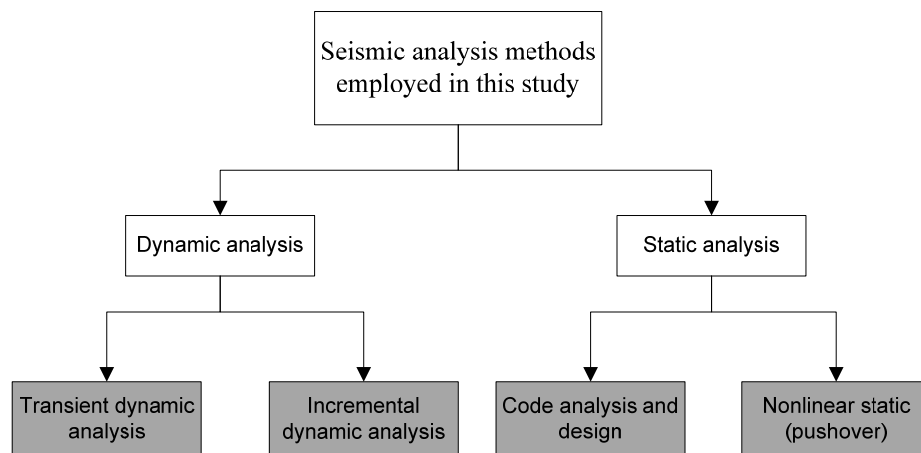 Seismic analysis methods
employed in this study
Dynamic analysis
Static analysis
Transient dynamic
analysis
Incremental
dynamic analysis
Code analysis and
design
Nonlinear static
(pushover)